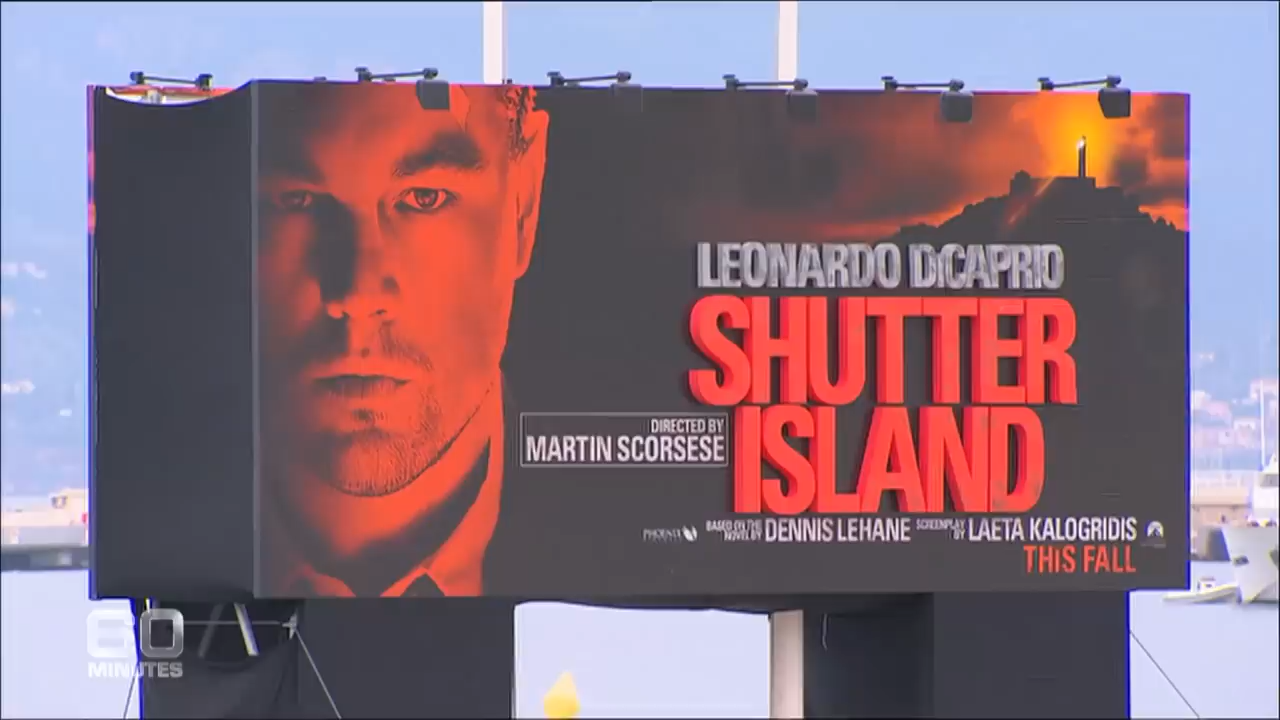 LEONARDO DiCAPRIO
SHUTTER
ISLAND
DIRECTED BY
MARTIN SCORSESE
PHOENIX
BASED ON THE NOVEL BY DENNIS LEHANE SCREENPLAY BY LAETA KALOGRIDIS
THIS FALL
60
MINUTES